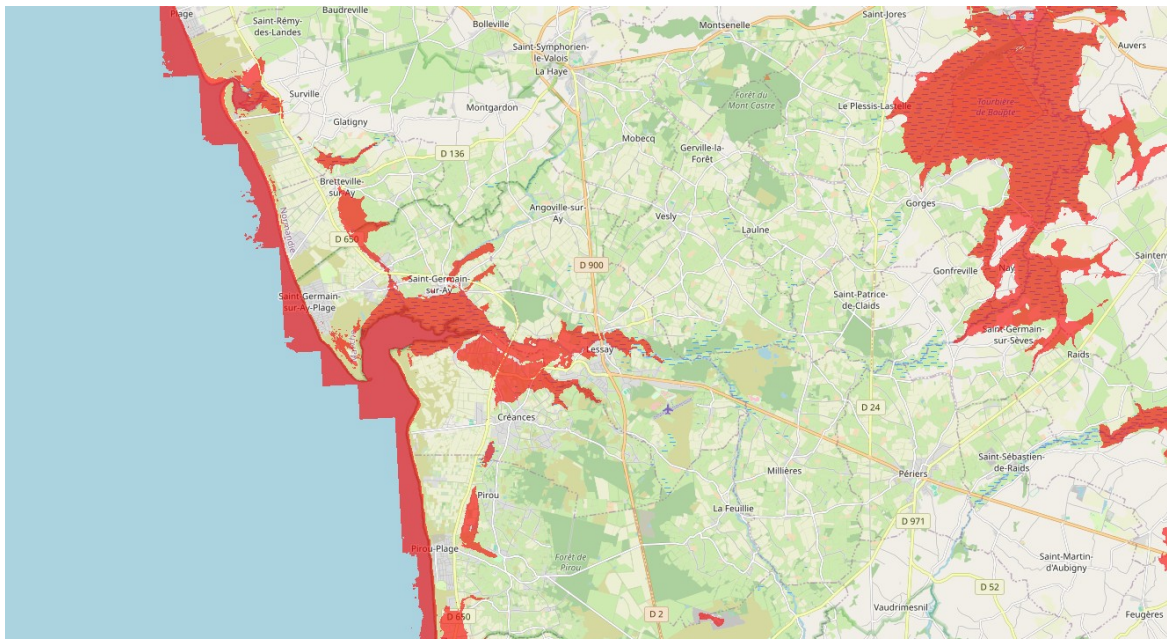 Plage
Saint-Rémy-
des-Landes
Baudreville
Bolleville
Montsenelle
Saint-Jores
Auvers
Saint-Symphorien-
le-Valois
La Haye
Surville
Glatigny
Montgardon
Forêt du
Mont Castre
Le Plessis-Lastelle
Tourbière
de Baupte
Mobecq
Gerville-la-
Forêt
D 136
Bretteville-
sur-Ay
Normandie
D 650
Angoville-sur-
Ay
Vesly
Laulne
Gorges
D 900
Gonfreville
Nay
Sainten
Saint-Germain-
sur-Ay
Saint-Germain-
sur-Ay-Plage
Saint-Patrice-
de-Claids
Saint-Germain-
sur-Sèves
Raids
Lessay
D 24
Créances
Saint-Sébastien-
de-Raids
Périers
Millières
Pirou
La Feuillie
D 971
Pirou-Plage
Forêt de
Pirou
Saint-Martin-
d'Aubigny
D 52
D 650
D 2
Vaudrimesnil
Feugères